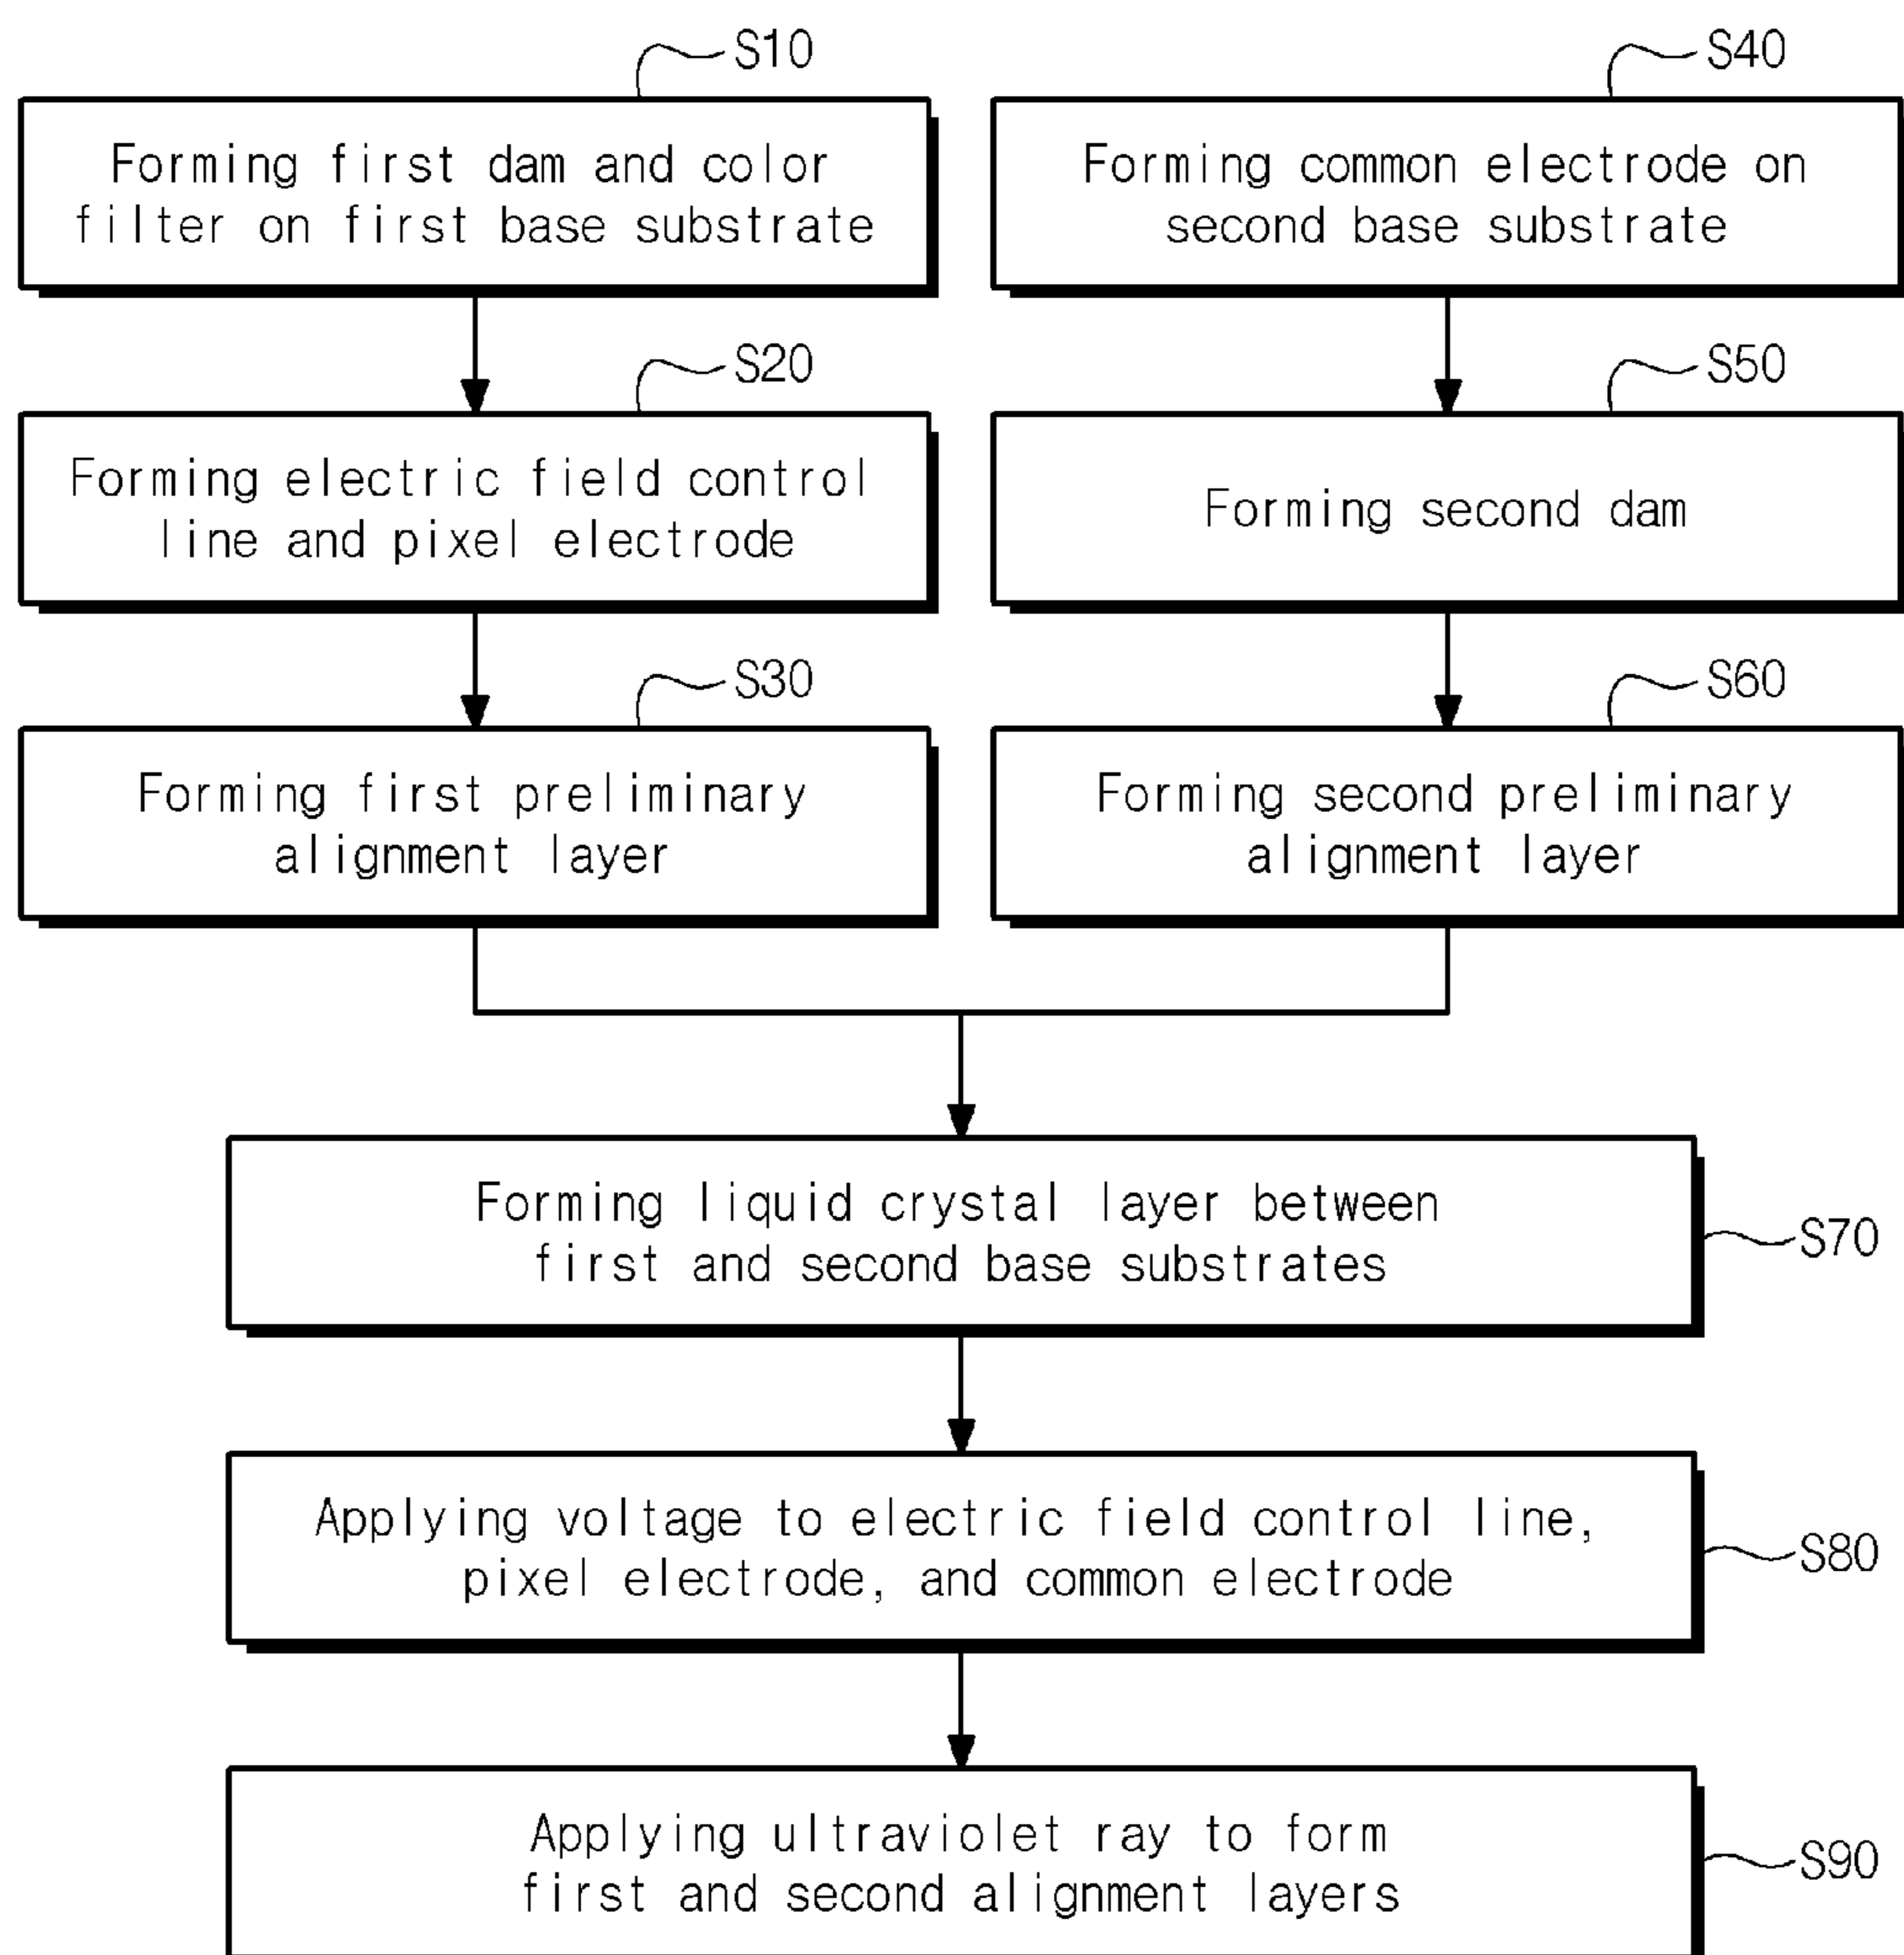 S10
Forming first dam and color
filter on first base substrate
S20
Forming electric field control
line and pixel electrode
S30
Forming first preliminary
alignment layer
S40
Forming common electrode on
second base substrate
S50
Forming second dam
S60
Forming second preliminary
alignment layer
Forming liquid crystal layer between
first and second base substrates
S70
Applying voltage to electric field control line,
pixel electrode, and common electrode
S80
Applying ultraviolet ray to form
first and second alignment layers
S90